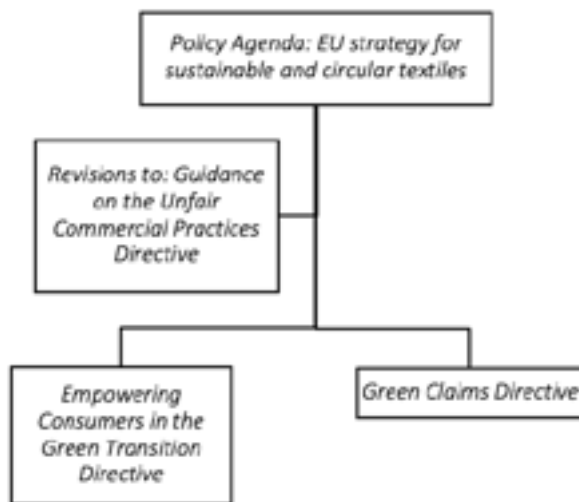 Policy Agenda: EU strategy for
sustainable and circular textiles
Revisions to: Guidance
on the Unfair
Commercial Practices
Directive
Empowering
Consumers in the
Green Transition
Directive
Green Claims Directive